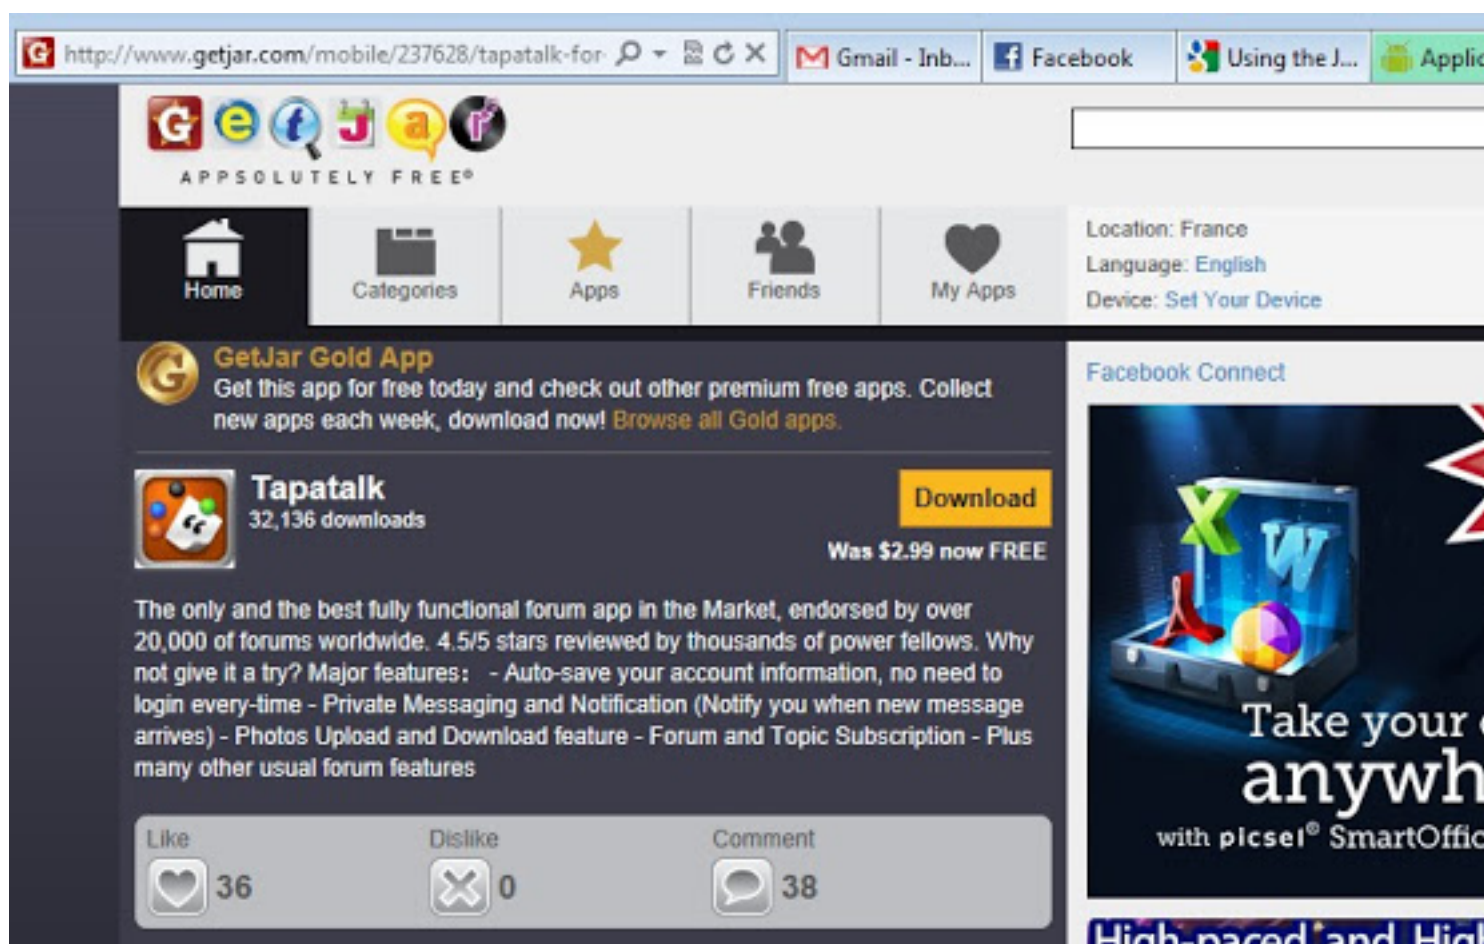 http://www.getjar.com/mobile/237628/tapatalk-for-
Gmail - Inb...
Facebook
Using the J...
GetJar
APPSOLUTELY FREE®
Home
Categories
Apps
Friends
My Apps
Location: France
Language: English
Device: Set Your Device
GetJar Gold App
Get this app for free today and check out other premium free apps. Collect
new apps each week, download now! Browse all Gold apps.
Facebook Connect
Tapatalk
32,136 downloads
Download
Was $2.99 now FREE
The only and the best fully functional forum app in the Market, endorsed by over
20,000 of forums worldwide. 4.5/5 stars reviewed by thousands of power fellows. Why
not give it a try? Major features： - Auto-save your account information, no need to
login every-time - Private Messaging and Notification (Notify you when new message
arrives) - Photos Upload and Download feature - Forum and Topic Subscription - Plus
many other usual forum features
Like
36
Dislike
0
Comment
38
X
W
Take your
with picsel®
High-paced and